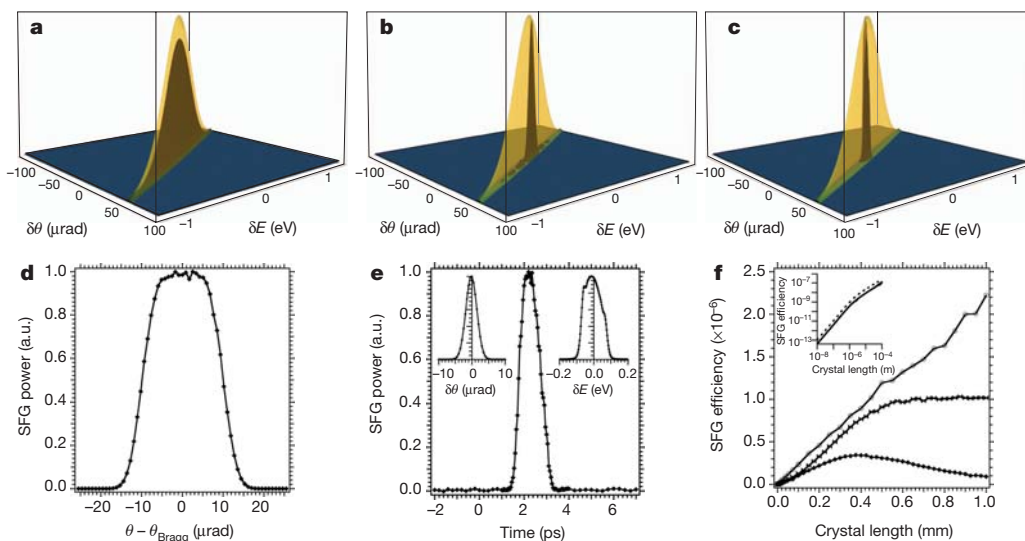 a
b
c
−100
−50
0
50
100
−1
0
1
δθ (μrad)
δE (eV)
−100
−50
0
50
100
−1
0
1
δθ (μrad)
δE (eV)
−100
−50
0
50
100
−1
0
1
δθ (μrad)
δE (eV)
d
SFG power (a.u.)
1.0
0.8
0.6
0.4
0.2
0.0
−20 −10 0 10 20
θ − θBragg (μrad)
e
SFG power (a.u.)
1.0
0.8
0.6
0.4
0.2
0.0
−10 0 10
δθ (μrad)
−0.2 0.0 0.2
δE (eV)
−2 0 2 4 6
Time (ps)
f
SFG efficiency (×10⁻⁶)
2.5
2.0
1.5
1.0
0.5
0.0
SFG efficiency
10⁻⁷
10⁻⁹
10⁻¹¹
10⁻¹³
10⁻⁸ 10⁻⁶ 10⁻⁴
Crystal length (m)
0.0 0.2 0.4 0.6 0.8 1.0
Crystal length (mm)